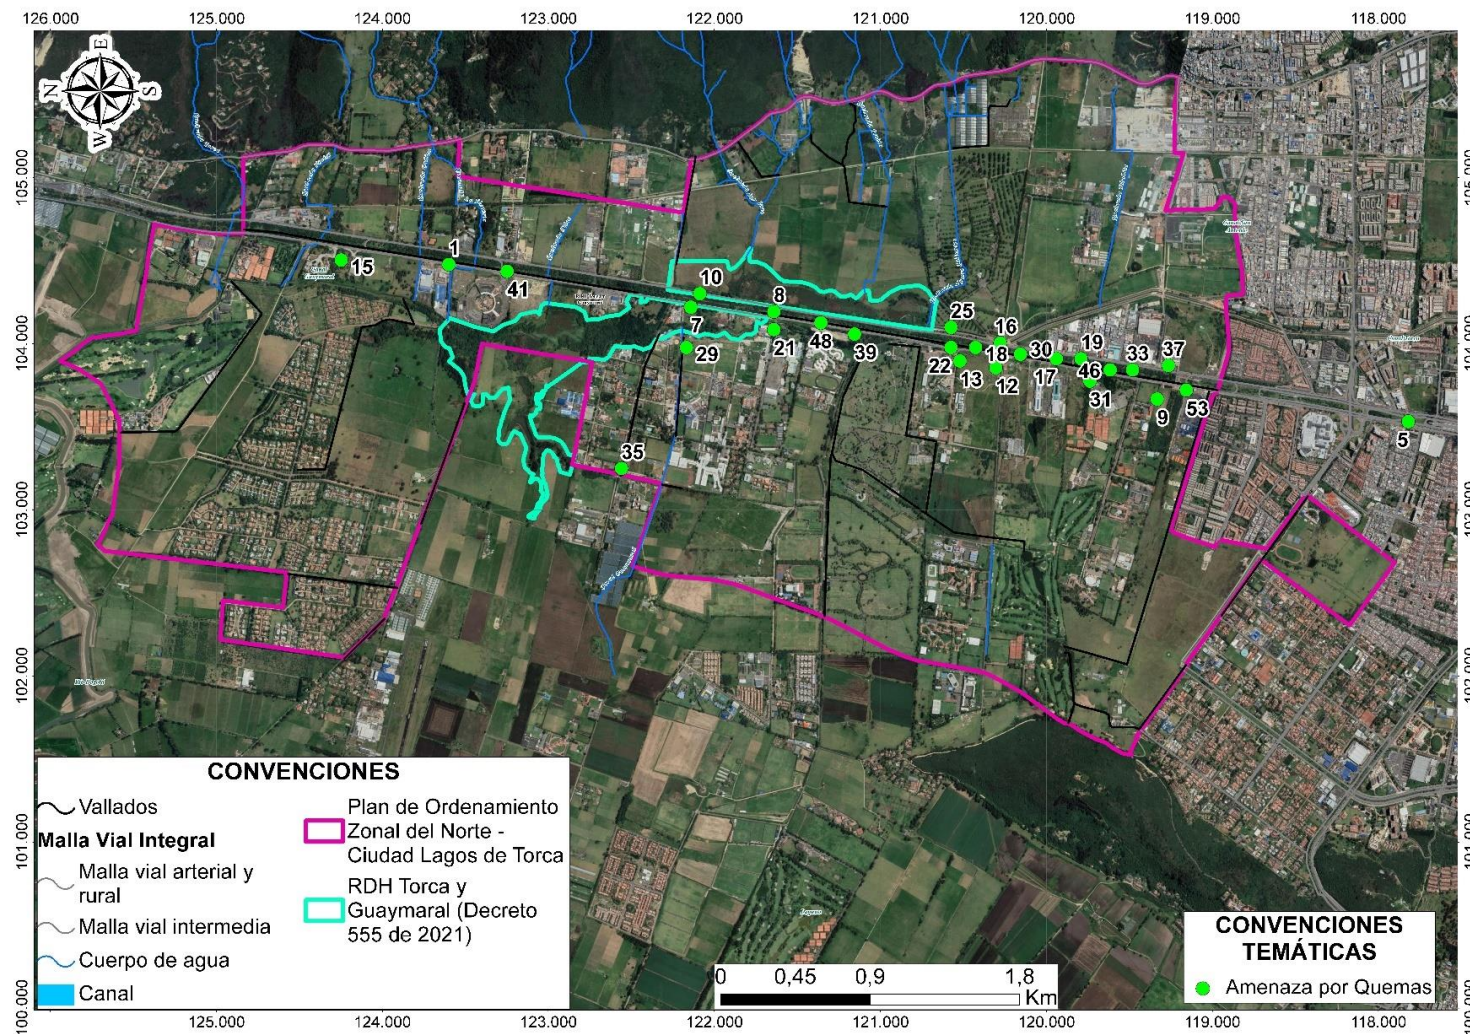 126.000 125.000 124.000 123.000 122.000 121.000 120.000 119.000 118.000
N E S W
105.000
104.000
103.000
102.000
101.000
100.000
105.000
103.000
15
1
41
10
8
7
29
21
48
39
35
25
16
22
13
18
12
30
17
19
46
31
33
37
9
53
5
CONVENCIONES
Vallados
Malla Vial Integral
Malla vial arterial y
rural
Malla vial intermedia
Cuerpo de agua
Canal
Plan de Ordenamiento
Zonal del Norte -
Ciudad Lagos de Torca
RDH Torca y
Guaymaral (Decreto
555 de 2021)
0 0,45 0,9 1,8
Km
CONVENCIONES
TEMÁTICAS
Amenaza por Quemas
125.000 124.000 123.000 122.000 121.000 120.000 119.000 118.000